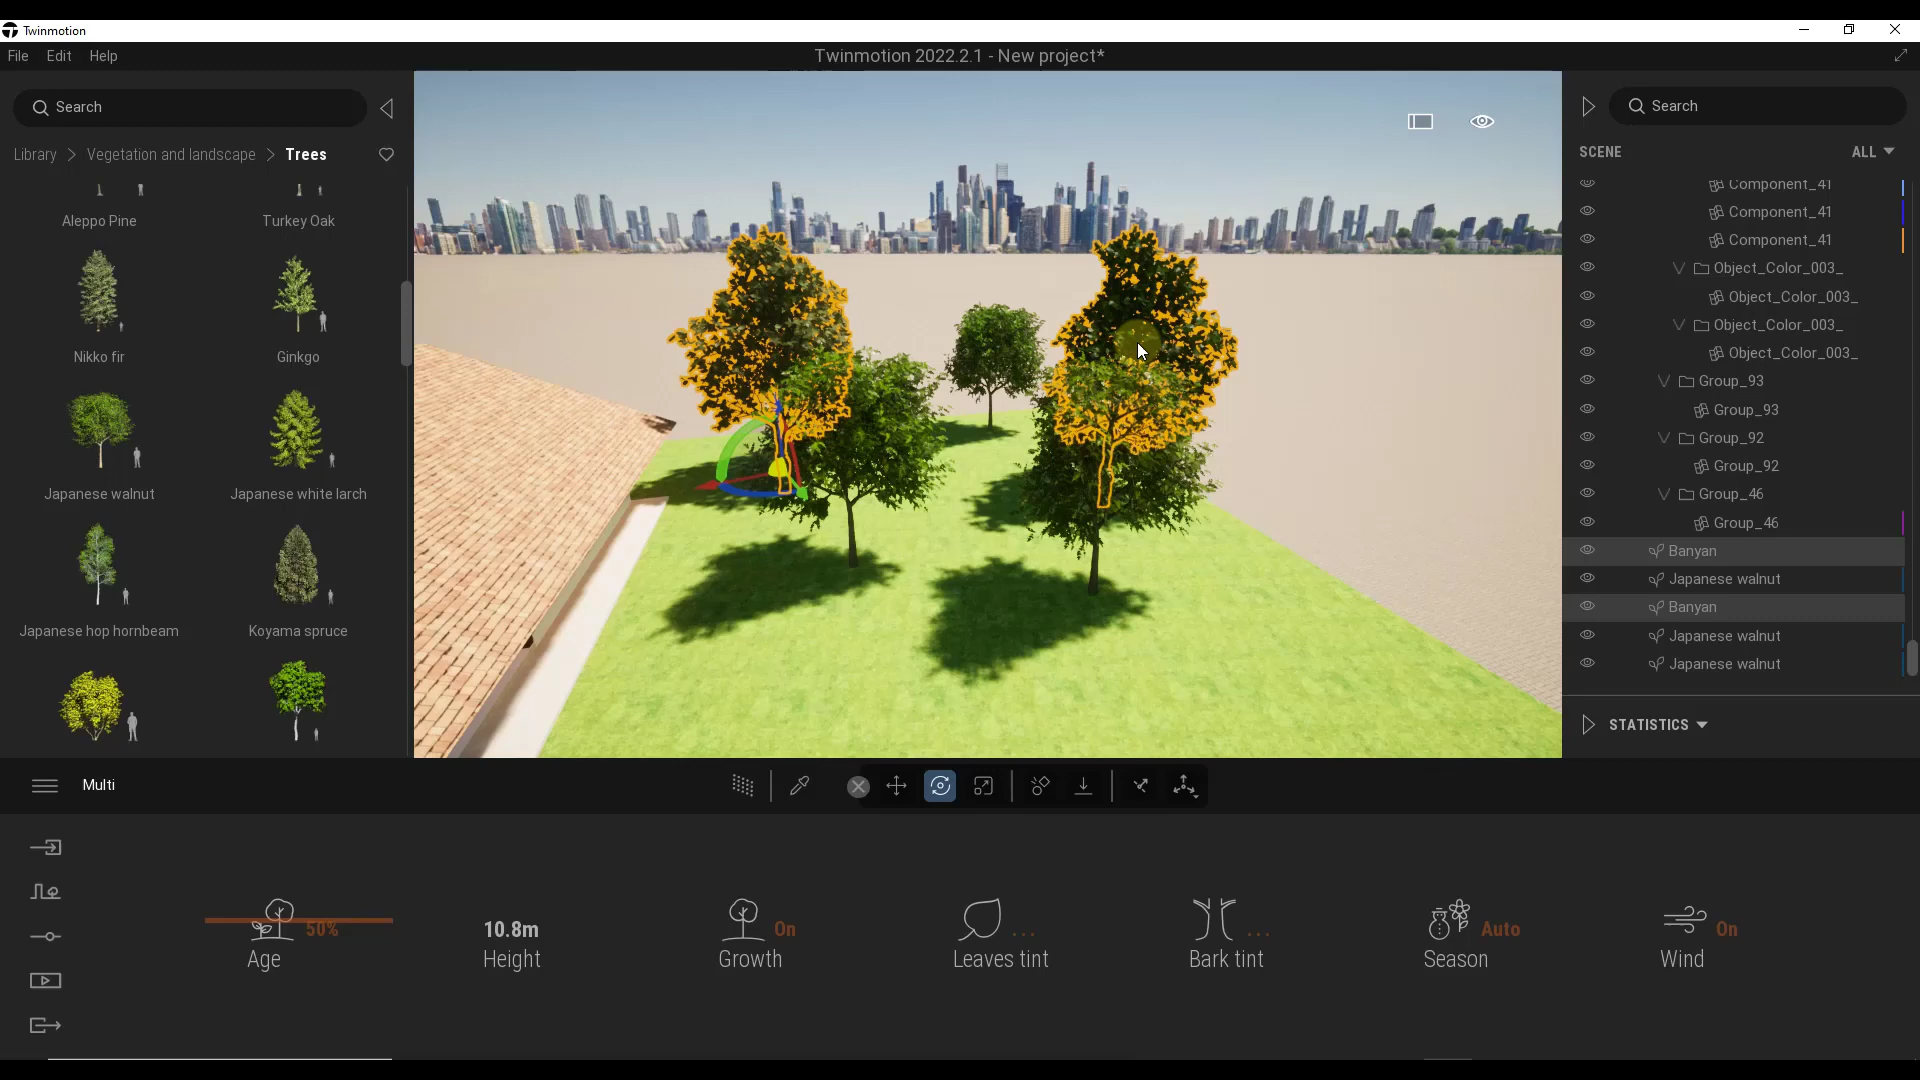 Twinmotion
File Edit Help
Twinmotion 2022.2.1 - New project*
Search
Library > Vegetation and landscape > Trees
Aleppo Pine
Turkey Oak
Nikko fir
Ginkgo
Japanese walnut
Japanese white larch
Japanese hop hornbeam
Koyama spruce
Search
SCENE
ALL
Component_41
Component_41
Component_41
Object_Color_003_
Object_Color_003_
Object_Color_003_
Object_Color_003_
Group_93
Group_93
Group_92
Group_92
Group_46
Group_46
Banyan
Japanese walnut
Banyan
Japanese walnut
Japanese walnut
STATISTICS
Multi
50%
Age
10.8m
Height
On
Growth
...
Leaves tint
...
Bark tint
Auto
Season
On
Wind